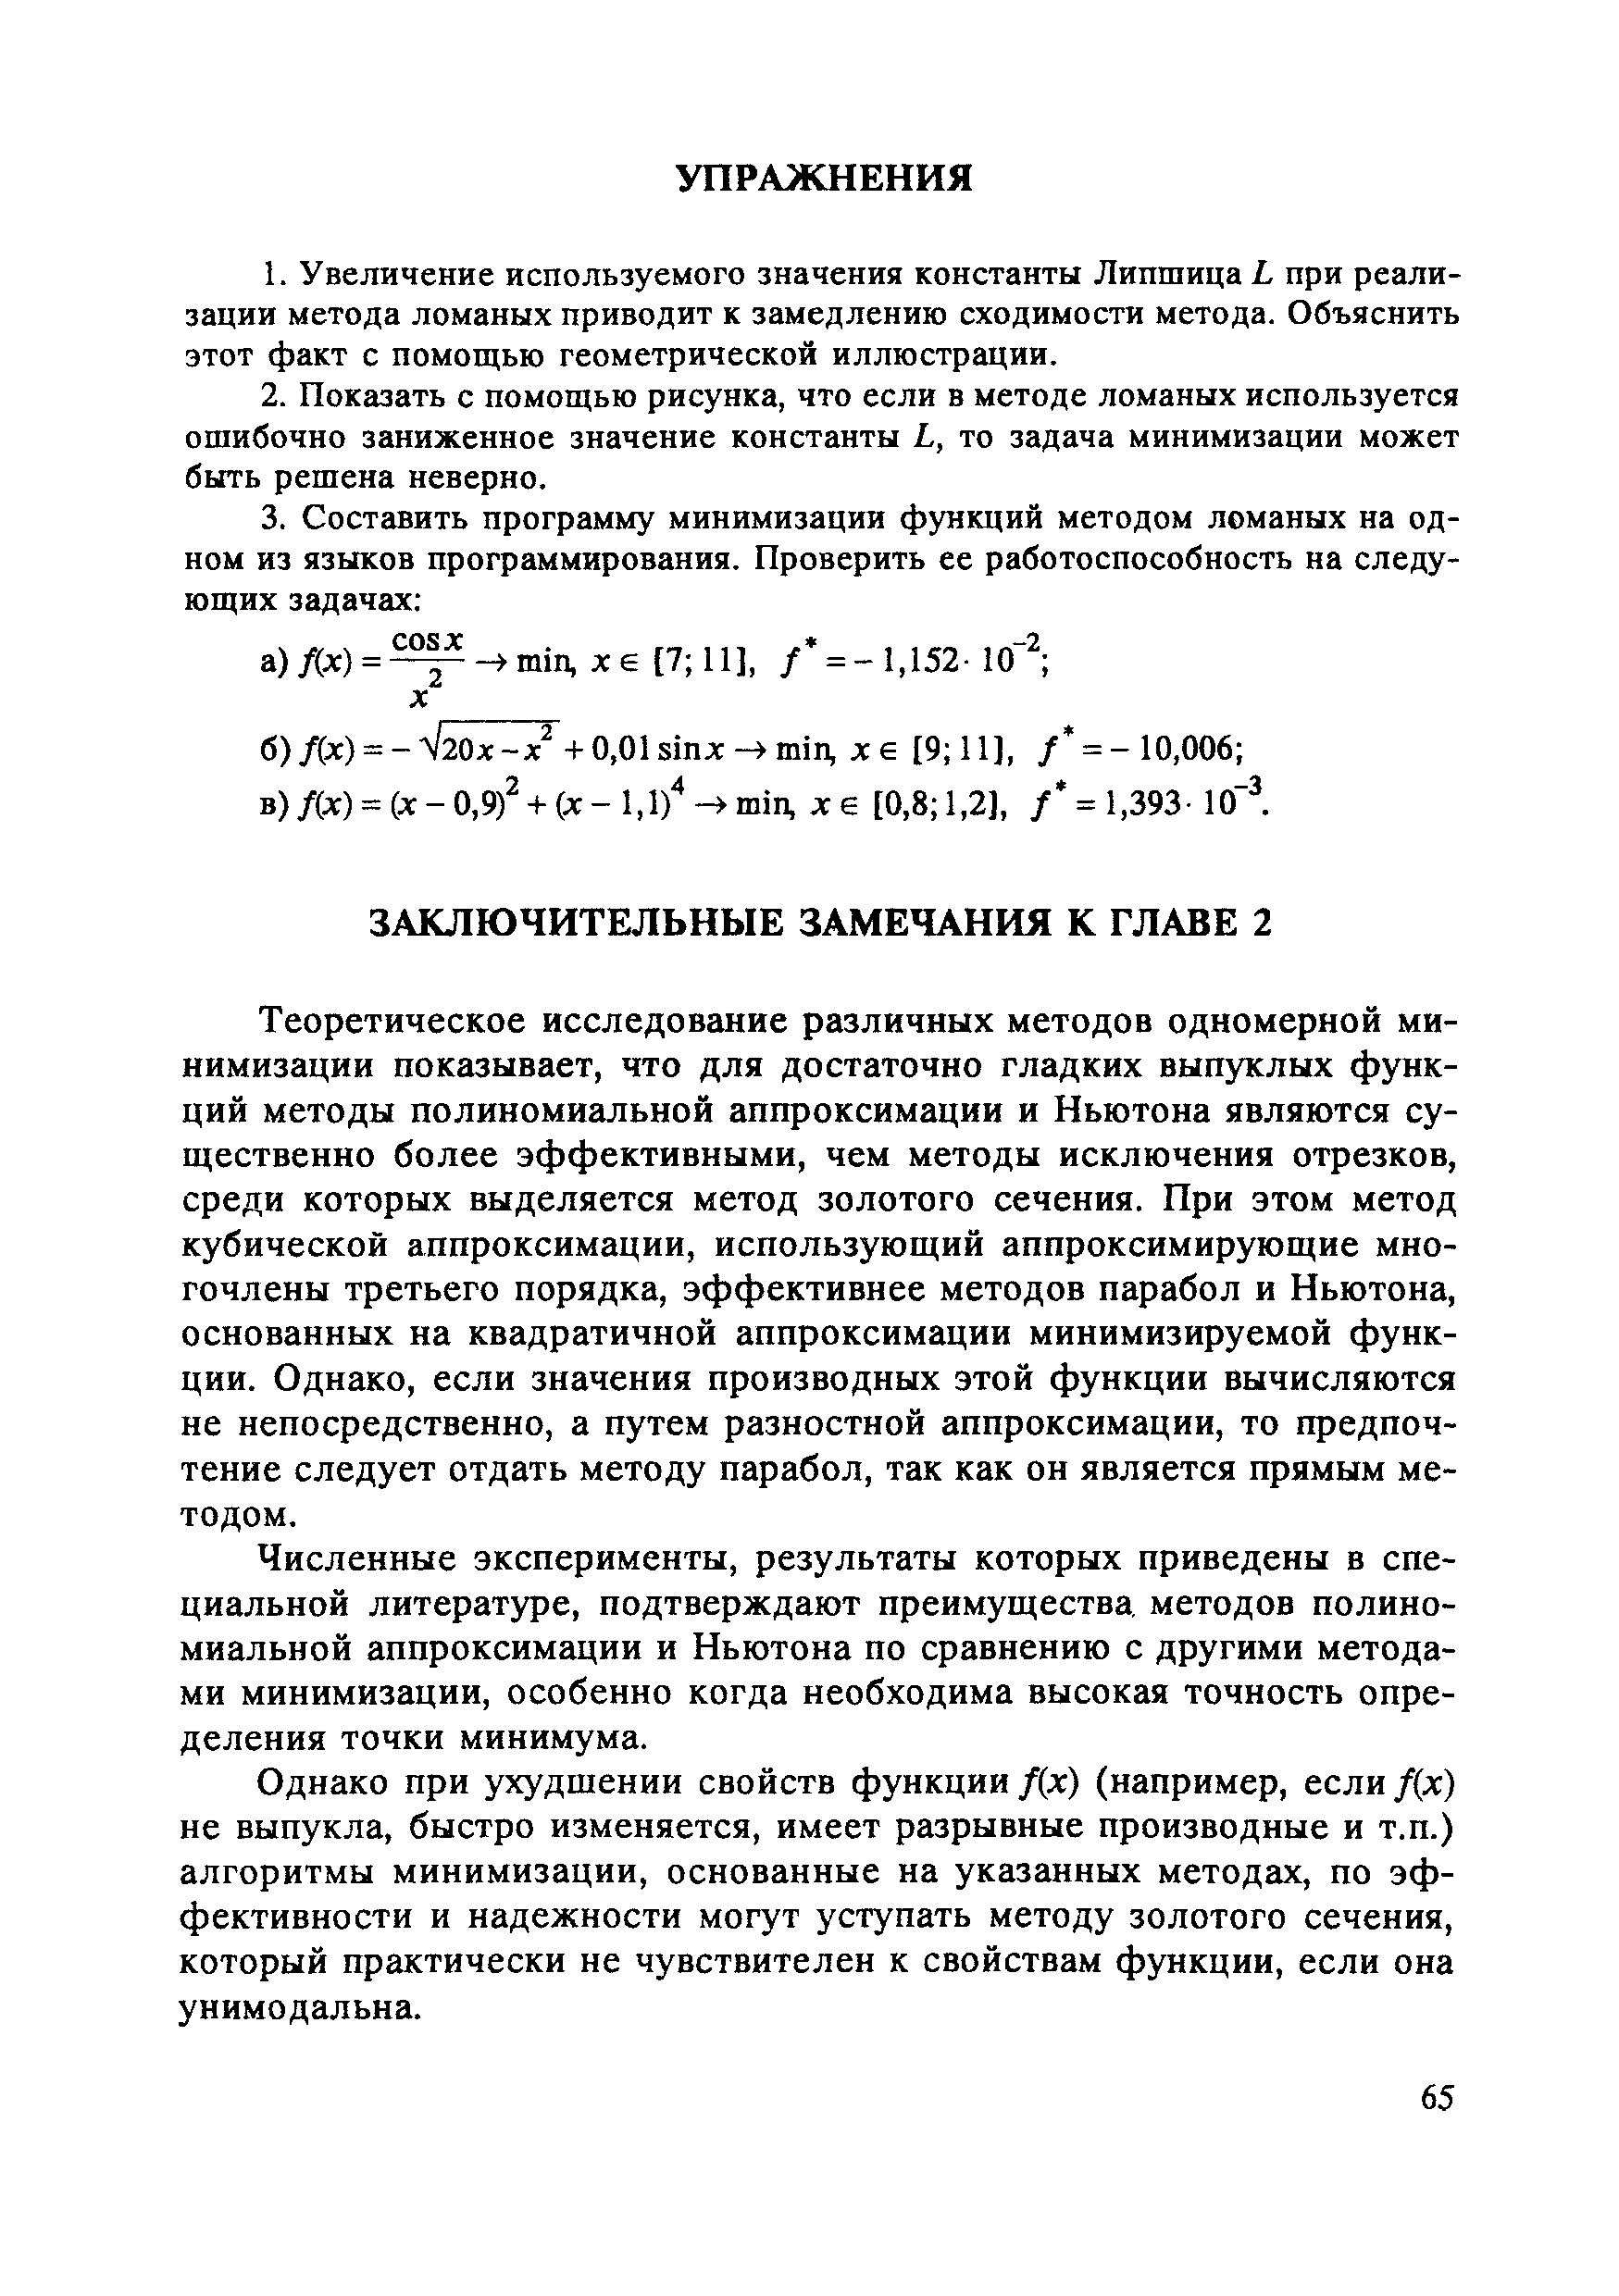 УПРАЖНЕНИЯ
1. Увеличение используемого значения константы Липшица L при реали-
зации метода ломаных приводит к замедлению сходимости метода. Объяснить
этот факт с помощью геометрической иллюстрации.
2. Показать с помощью рисунка, что если в методе ломаных используется
ошибочно заниженное значение константы L, то задача минимизации может
быть решена неверно.
3. Составить программу минимизации функций методом ломаных на од-
ном из языков программирования. Проверить ее работоспособность на следу-
ющих задачах:
а) f(x) = cosx / x² → min, x ∈ [7; 11], f* = − 1,152· 10⁻²;
б) f(x) = − √(20x − x²) + 0,01 sinx → min, x ∈ [9; 11], f* = − 10,006;
в) f(x) = (x − 0,9)² + (x − 1,1)⁴ → min, x ∈ [0,8; 1,2], f* = 1,393· 10⁻³.
ЗАКЛЮЧИТЕЛЬНЫЕ ЗАМЕЧАНИЯ К ГЛАВЕ 2
Теоретическое исследование различных методов одномерной ми-
нимизации показывает, что для достаточно гладких выпуклых функ-
ций методы полиномиальной аппроксимации и Ньютона являются су-
щественно более эффективными, чем методы исключения отрезков,
среди которых выделяется метод золотого сечения. При этом метод
кубической аппроксимации, использующий аппроксимирующие мно-
гочлены третьего порядка, эффективнее методов парабол и Ньютона,
основанных на квадратичной аппроксимации минимизируемой функ-
ции. Однако, если значения производных этой функции вычисляются
не непосредственно, а путем разностной аппроксимации, то предпоч-
тение следует отдать методу парабол, так как он является прямым ме-
тодом.
Численные эксперименты, результаты которых приведены в спе-
циальной литературе, подтверждают преимущества методов полино-
миальной аппроксимации и Ньютона по сравнению с другими метода-
ми минимизации, особенно когда необходима высокая точность опре-
деления точки минимума.
Однако при ухудшении свойств функции f(x) (например, если f(x)
не выпукла, быстро изменяется, имеет разрывные производные и т.п.)
алгоритмы минимизации, основанные на указанных методах, по эф-
фективности и надежности могут уступать методу золотого сечения,
который практически не чувствителен к свойствам функции, если она
унимодальна.
65